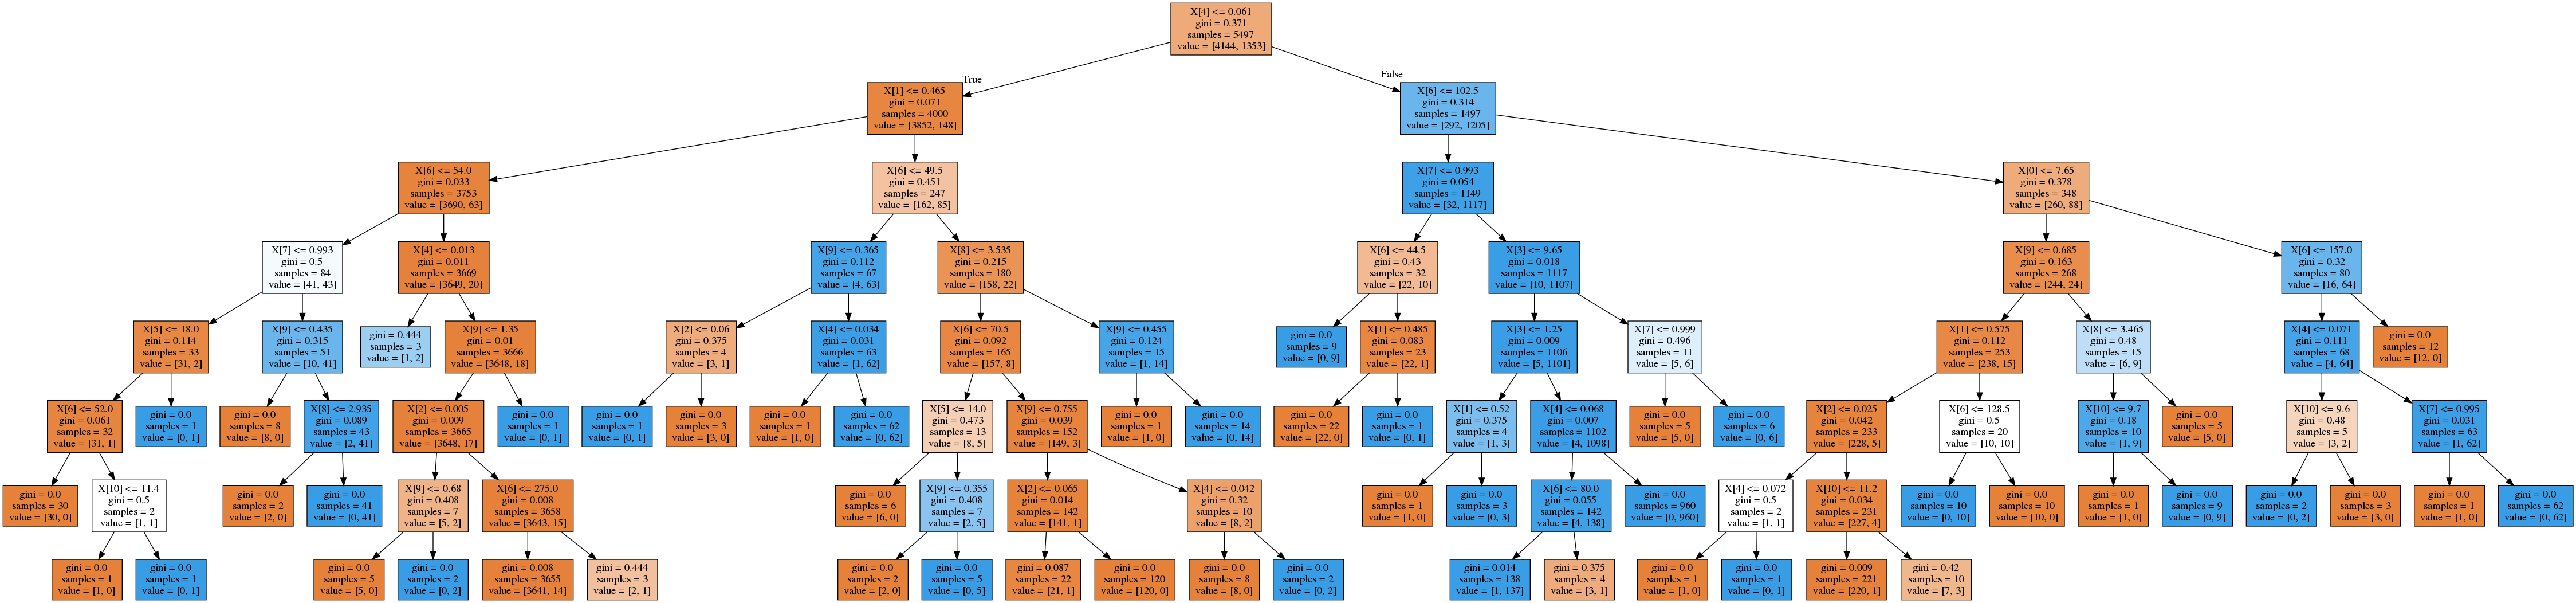 X[4] <= 0.061
gini = 0.371
samples = 5497
value = [4144, 1353]
True
False
X[1] <= 0.465
gini = 0.071
samples = 4000
value = [3852, 148]
X[6] <= 102.5
gini = 0.314
samples = 1497
value = [292, 1205]
X[6] <= 54.0
gini = 0.033
samples = 3753
value = [3690, 63]
X[6] <= 49.5
gini = 0.451
samples = 247
value = [162, 85]
X[7] <= 0.993
gini = 0.054
samples = 1149
value = [32, 1117]
X[0] <= 7.65
gini = 0.378
samples = 348
value = [260, 88]
X[7] <= 0.993
gini = 0.5
samples = 84
value = [41, 43]
X[4] <= 0.013
gini = 0.011
samples = 3669
value = [3649, 20]
X[9] <= 0.365
gini = 0.112
samples = 67
value = [4, 63]
X[8] <= 3.535
gini = 0.215
samples = 180
value = [158, 22]
X[6] <= 44.5
gini = 0.43
samples = 32
value = [22, 10]
X[3] <= 9.65
gini = 0.018
samples = 1117
value = [10, 1107]
X[9] <= 0.685
gini = 0.163
samples = 268
value = [244, 24]
X[6] <= 157.0
gini = 0.32
samples = 80
value = [16, 64]
X[5] <= 18.0
gini = 0.114
samples = 33
value = [31, 2]
X[9] <= 0.435
gini = 0.315
samples = 51
value = [10, 41]
gini = 0.444
samples = 3
value = [1, 2]
X[9] <= 1.35
gini = 0.01
samples = 3666
value = [3648, 18]
X[2] <= 0.06
gini = 0.375
samples = 4
value = [3, 1]
X[4] <= 0.034
gini = 0.031
samples = 63
value = [1, 62]
X[6] <= 70.5
gini = 0.092
samples = 165
value = [157, 8]
X[9] <= 0.455
gini = 0.124
samples = 15
value = [1, 14]
gini = 0.0
samples = 9
value = [0, 9]
X[1] <= 0.485
gini = 0.083
samples = 23
value = [22, 1]
X[3] <= 1.25
gini = 0.009
samples = 1106
value = [5, 1101]
X[7] <= 0.999
gini = 0.496
samples = 11
value = [5, 6]
X[1] <= 0.575
gini = 0.112
samples = 253
value = [238, 15]
X[8] <= 3.465
gini = 0.48
samples = 15
value = [6, 9]
X[4] <= 0.071
gini = 0.111
samples = 68
value = [4, 64]
gini = 0.0
samples = 12
value = [12, 0]
X[6] <= 52.0
gini = 0.061
samples = 32
value = [31, 1]
gini = 0.0
samples = 1
value = [0, 1]
gini = 0.0
samples = 8
value = [8, 0]
X[8] <= 2.935
gini = 0.089
samples = 43
value = [2, 41]
X[2] <= 0.005
gini = 0.009
samples = 3665
value = [3648, 17]
gini = 0.0
samples = 1
value = [0, 1]
gini = 0.0
samples = 1
value = [0, 1]
gini = 0.0
samples = 3
value = [3, 0]
gini = 0.0
samples = 1
value = [1, 0]
gini = 0.0
samples = 62
value = [0, 62]
X[5] <= 14.0
gini = 0.473
samples = 13
value = [8, 5]
X[9] <= 0.755
gini = 0.039
samples = 152
value = [149, 3]
gini = 0.0
samples = 1
value = [1, 0]
gini = 0.0
samples = 14
value = [0, 14]
gini = 0.0
samples = 22
value = [22, 0]
gini = 0.0
samples = 1
value = [0, 1]
X[1] <= 0.52
gini = 0.375
samples = 4
value = [1, 3]
X[4] <= 0.068
gini = 0.007
samples = 1102
value = [4, 1098]
gini = 0.0
samples = 5
value = [5, 0]
gini = 0.0
samples = 6
value = [0, 6]
X[2] <= 0.025
gini = 0.042
samples = 233
value = [228, 5]
X[6] <= 128.5
gini = 0.5
samples = 20
value = [10, 10]
X[10] <= 9.7
gini = 0.18
samples = 10
value = [1, 9]
gini = 0.0
samples = 5
value = [5, 0]
X[10] <= 9.6
gini = 0.48
samples = 5
value = [3, 2]
X[7] <= 0.995
gini = 0.031
samples = 63
value = [1, 62]
gini = 0.0
samples = 30
value = [30, 0]
X[10] <= 11.4
gini = 0.5
samples = 2
value = [1, 1]
gini = 0.0
samples = 2
value = [2, 0]
gini = 0.0
samples = 41
value = [0, 41]
X[9] <= 0.68
gini = 0.408
samples = 7
value = [5, 2]
X[6] <= 275.0
gini = 0.008
samples = 3658
value = [3643, 15]
gini = 0.0
samples = 6
value = [6, 0]
X[9] <= 0.355
gini = 0.408
samples = 7
value = [2, 5]
X[2] <= 0.065
gini = 0.014
samples = 142
value = [141, 1]
X[4] <= 0.042
gini = 0.32
samples = 10
value = [8, 2]
gini = 0.0
samples = 1
value = [1, 0]
gini = 0.0
samples = 3
value = [0, 3]
X[6] <= 80.0
gini = 0.055
samples = 142
value = [4, 138]
gini = 0.0
samples = 960
value = [0, 960]
X[4] <= 0.072
gini = 0.5
samples = 2
value = [1, 1]
X[10] <= 11.2
gini = 0.034
samples = 231
value = [227, 4]
gini = 0.0
samples = 10
value = [0, 10]
gini = 0.0
samples = 10
value = [10, 0]
gini = 0.0
samples = 1
value = [1, 0]
gini = 0.0
samples = 9
value = [0, 9]
gini = 0.0
samples = 2
value = [0, 2]
gini = 0.0
samples = 3
value = [3, 0]
gini = 0.0
samples = 1
value = [1, 0]
gini = 0.0
samples = 62
value = [0, 62]
gini = 0.0
samples = 1
value = [1, 0]
gini = 0.0
samples = 1
value = [0, 1]
gini = 0.0
samples = 5
value = [5, 0]
gini = 0.0
samples = 2
value = [0, 2]
gini = 0.008
samples = 3655
value = [3641, 14]
gini = 0.444
samples = 3
value = [2, 1]
gini = 0.0
samples = 2
value = [2, 0]
gini = 0.0
samples = 5
value = [0, 5]
gini = 0.087
samples = 22
value = [21, 1]
gini = 0.0
samples = 120
value = [120, 0]
gini = 0.0
samples = 8
value = [8, 0]
gini = 0.0
samples = 2
value = [0, 2]
gini = 0.014
samples = 138
value = [1, 137]
gini = 0.375
samples = 4
value = [3, 1]
gini = 0.0
samples = 1
value = [1, 0]
gini = 0.0
samples = 1
value = [0, 1]
gini = 0.009
samples = 221
value = [220, 1]
gini = 0.42
samples = 10
value = [7, 3]